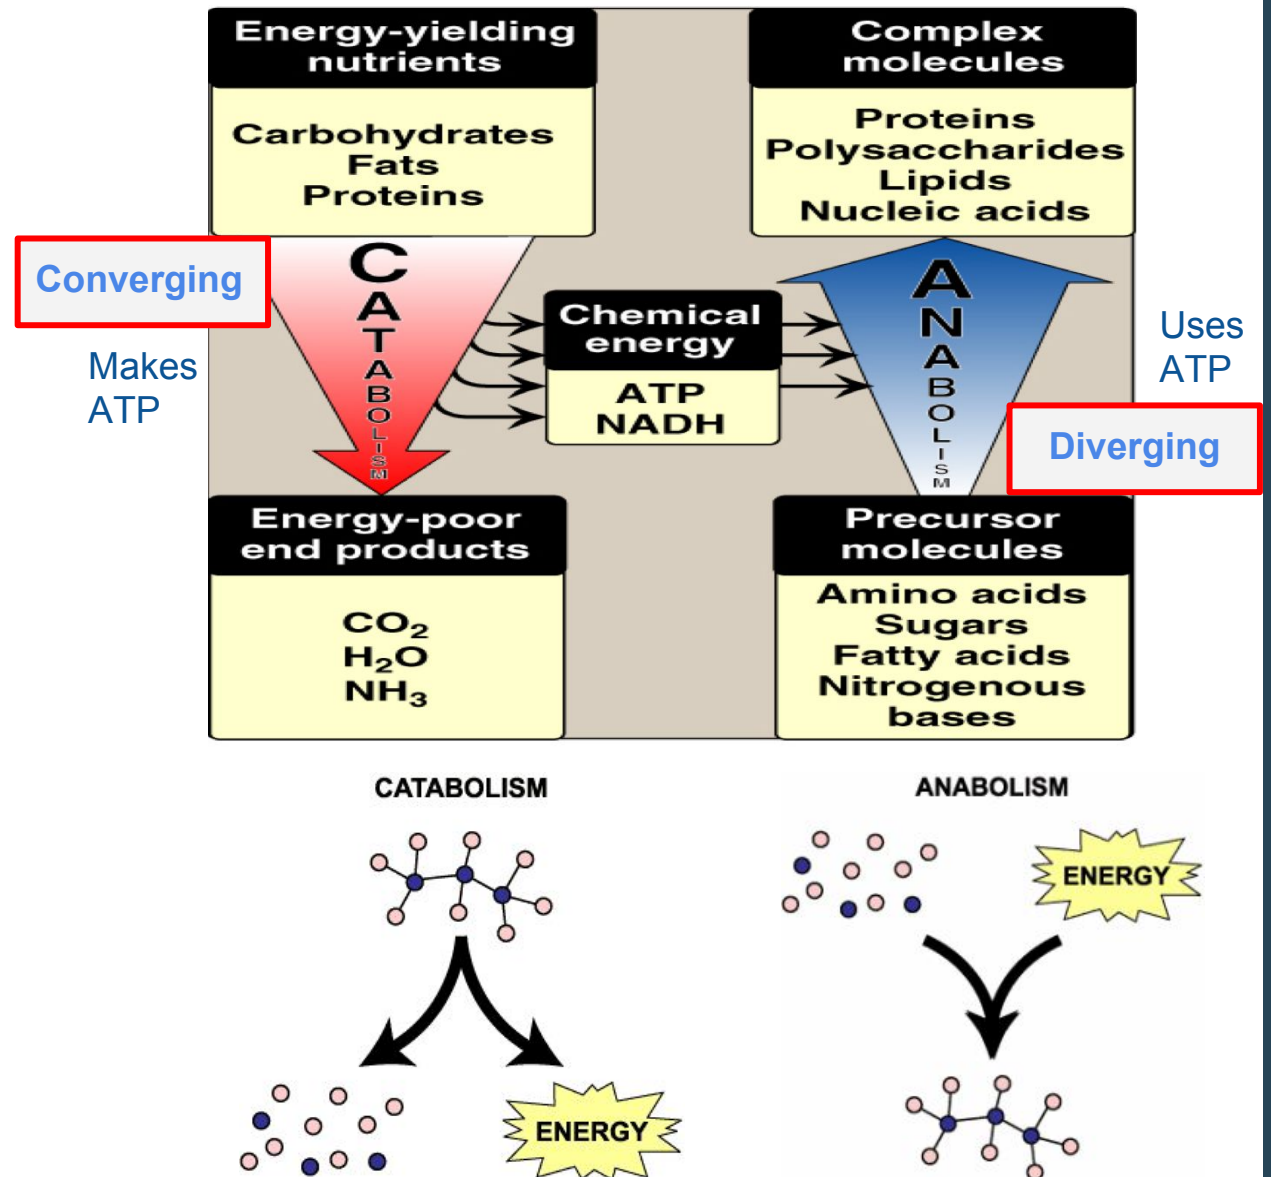 Energy-yielding
nutrients
Carbohydrates
Fats
Proteins
Complex
molecules
Proteins
Polysaccharides
Lipids
Nucleic acids
Converging
Makes
ATP
CATABOLISM
Chemical
energy
ATP
NADH
ANABOLISM
Uses
ATP
Diverging
Energy-poor
end products
CO₂
H₂O
NH₃
Precursor
molecules
Amino acids
Sugars
Fatty acids
Nitrogenous
bases
CATABOLISM
ENERGY
ANABOLISM
ENERGY